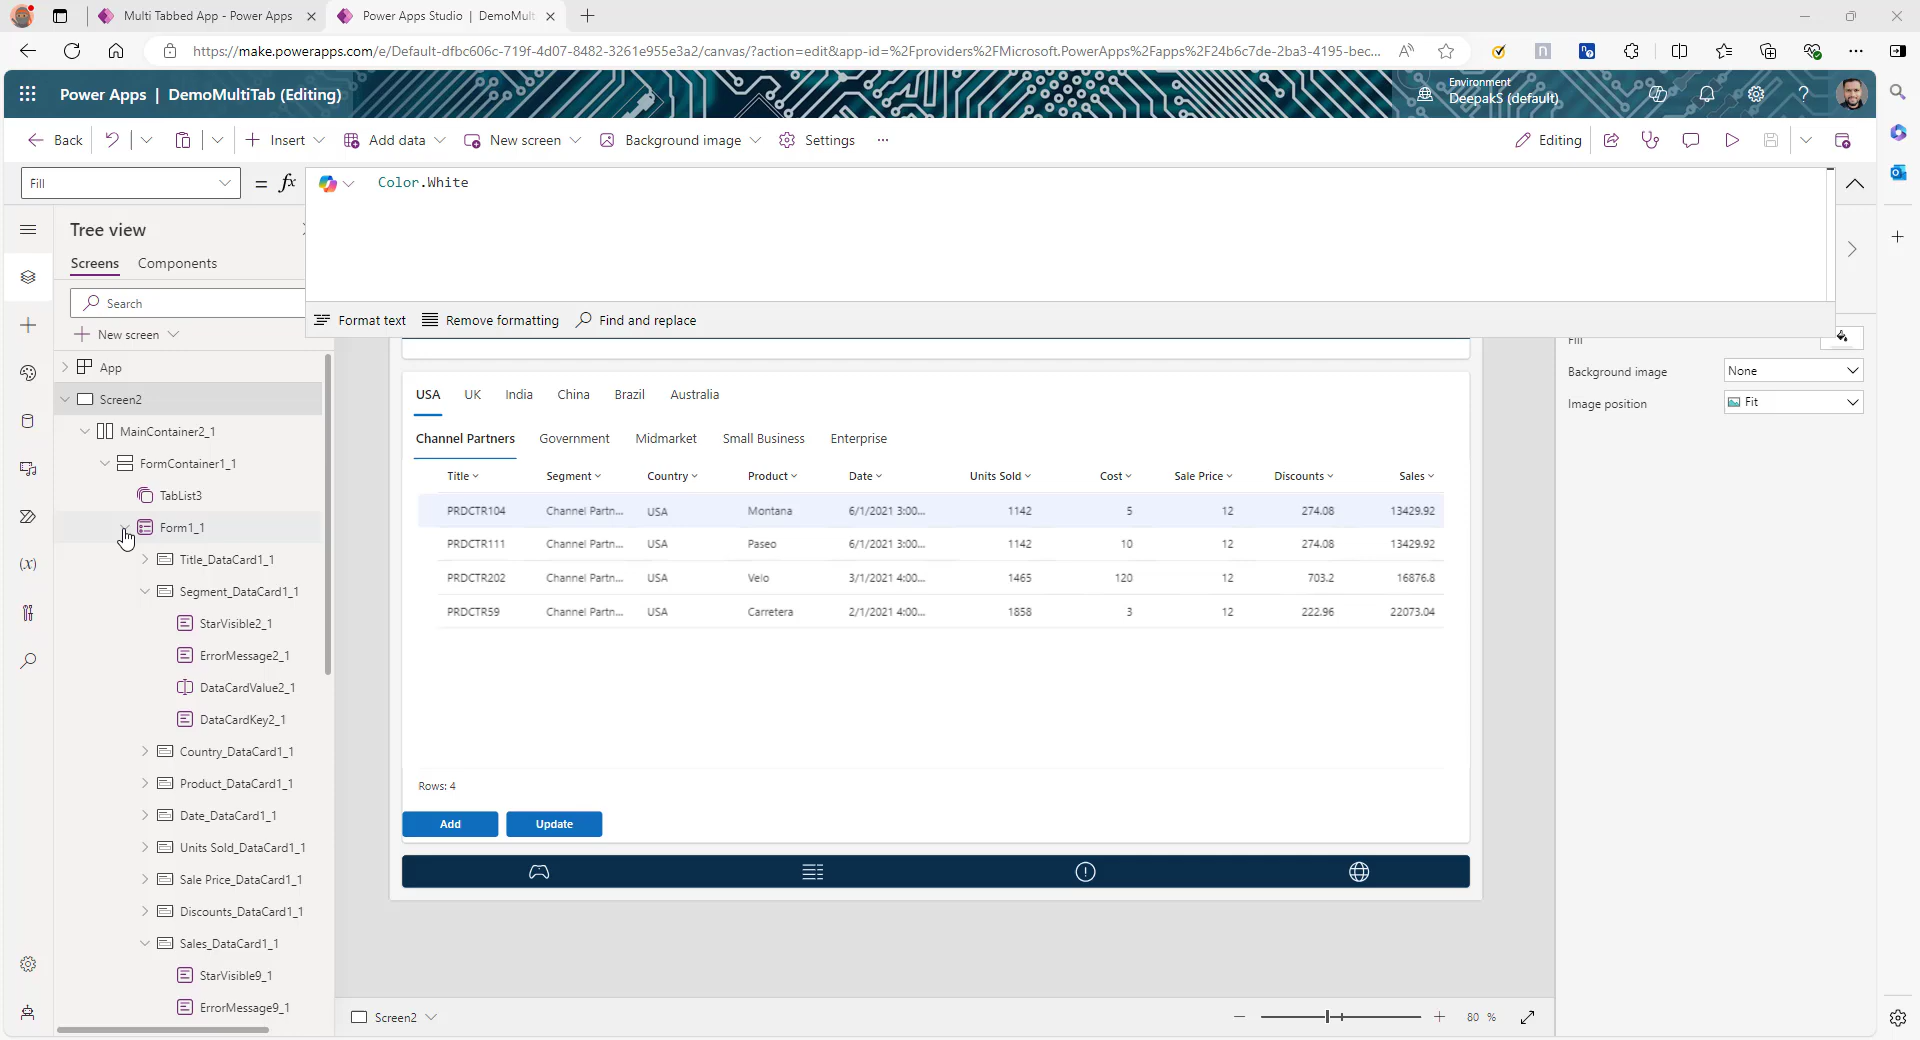 Multi Tabbed App - Power Apps
Power Apps Studio | DemoMult
https://make.powerapps.com/e/Default-dfbc606c-719f-4d07-8482-3261e955e3a2/canvas/?action=edit&app-id=%2Fproviders%2FMicrosoft.PowerApps%2Fapps%2F24b6c7de-2ba3-4195-bec...
Power Apps | DemoMultiTab (Editing)
Environment
DeepakS (default)
Back
Insert
Add data
New screen
Background image
Settings
Editing
Fill
= fx
Color.White
Format text
Remove formatting
Find and replace
Tree view
Screens
Components
Search
New screen
App
Screen2
MainContainer2_1
FormContainer1_1
TabList3
Form1_1
Title_DataCard1_1
Segment_DataCard1_1
StarVisible2_1
ErrorMessage2_1
DataCardValue2_1
DataCardKey2_1
Country_DataCard1_1
Product_DataCard1_1
Date_DataCard1_1
Units Sold_DataCard1_1
Sale Price_DataCard1_1
Discounts_DataCard1_1
Sales_DataCard1_1
StarVisible9_1
ErrorMessage9_1
USA UK India China Brazil Australia
Channel Partners Government Midmarket Small Business Enterprise
Title Segment Country Product Date Units Sold Cost Sale Price Discounts Sales
PRDCTR104 Channel Partn... USA Montana 6/1/2021 3:00... 1142 5 12 274.08 13429.92
PRDCTR111 Channel Partn... USA Paseo 6/1/2021 3:00... 1142 10 12 274.08 13429.92
PRDCTR202 Channel Partn... USA Velo 3/1/2021 4:00... 1465 120 12 703.2 16876.8
PRDCTR59 Channel Partn... USA Carretera 2/1/2021 4:00... 1858 3 12 222.96 22073.04
Rows: 4
Add
Update
Fill
Background image
None
Image position
Fit
Screen2
80 %